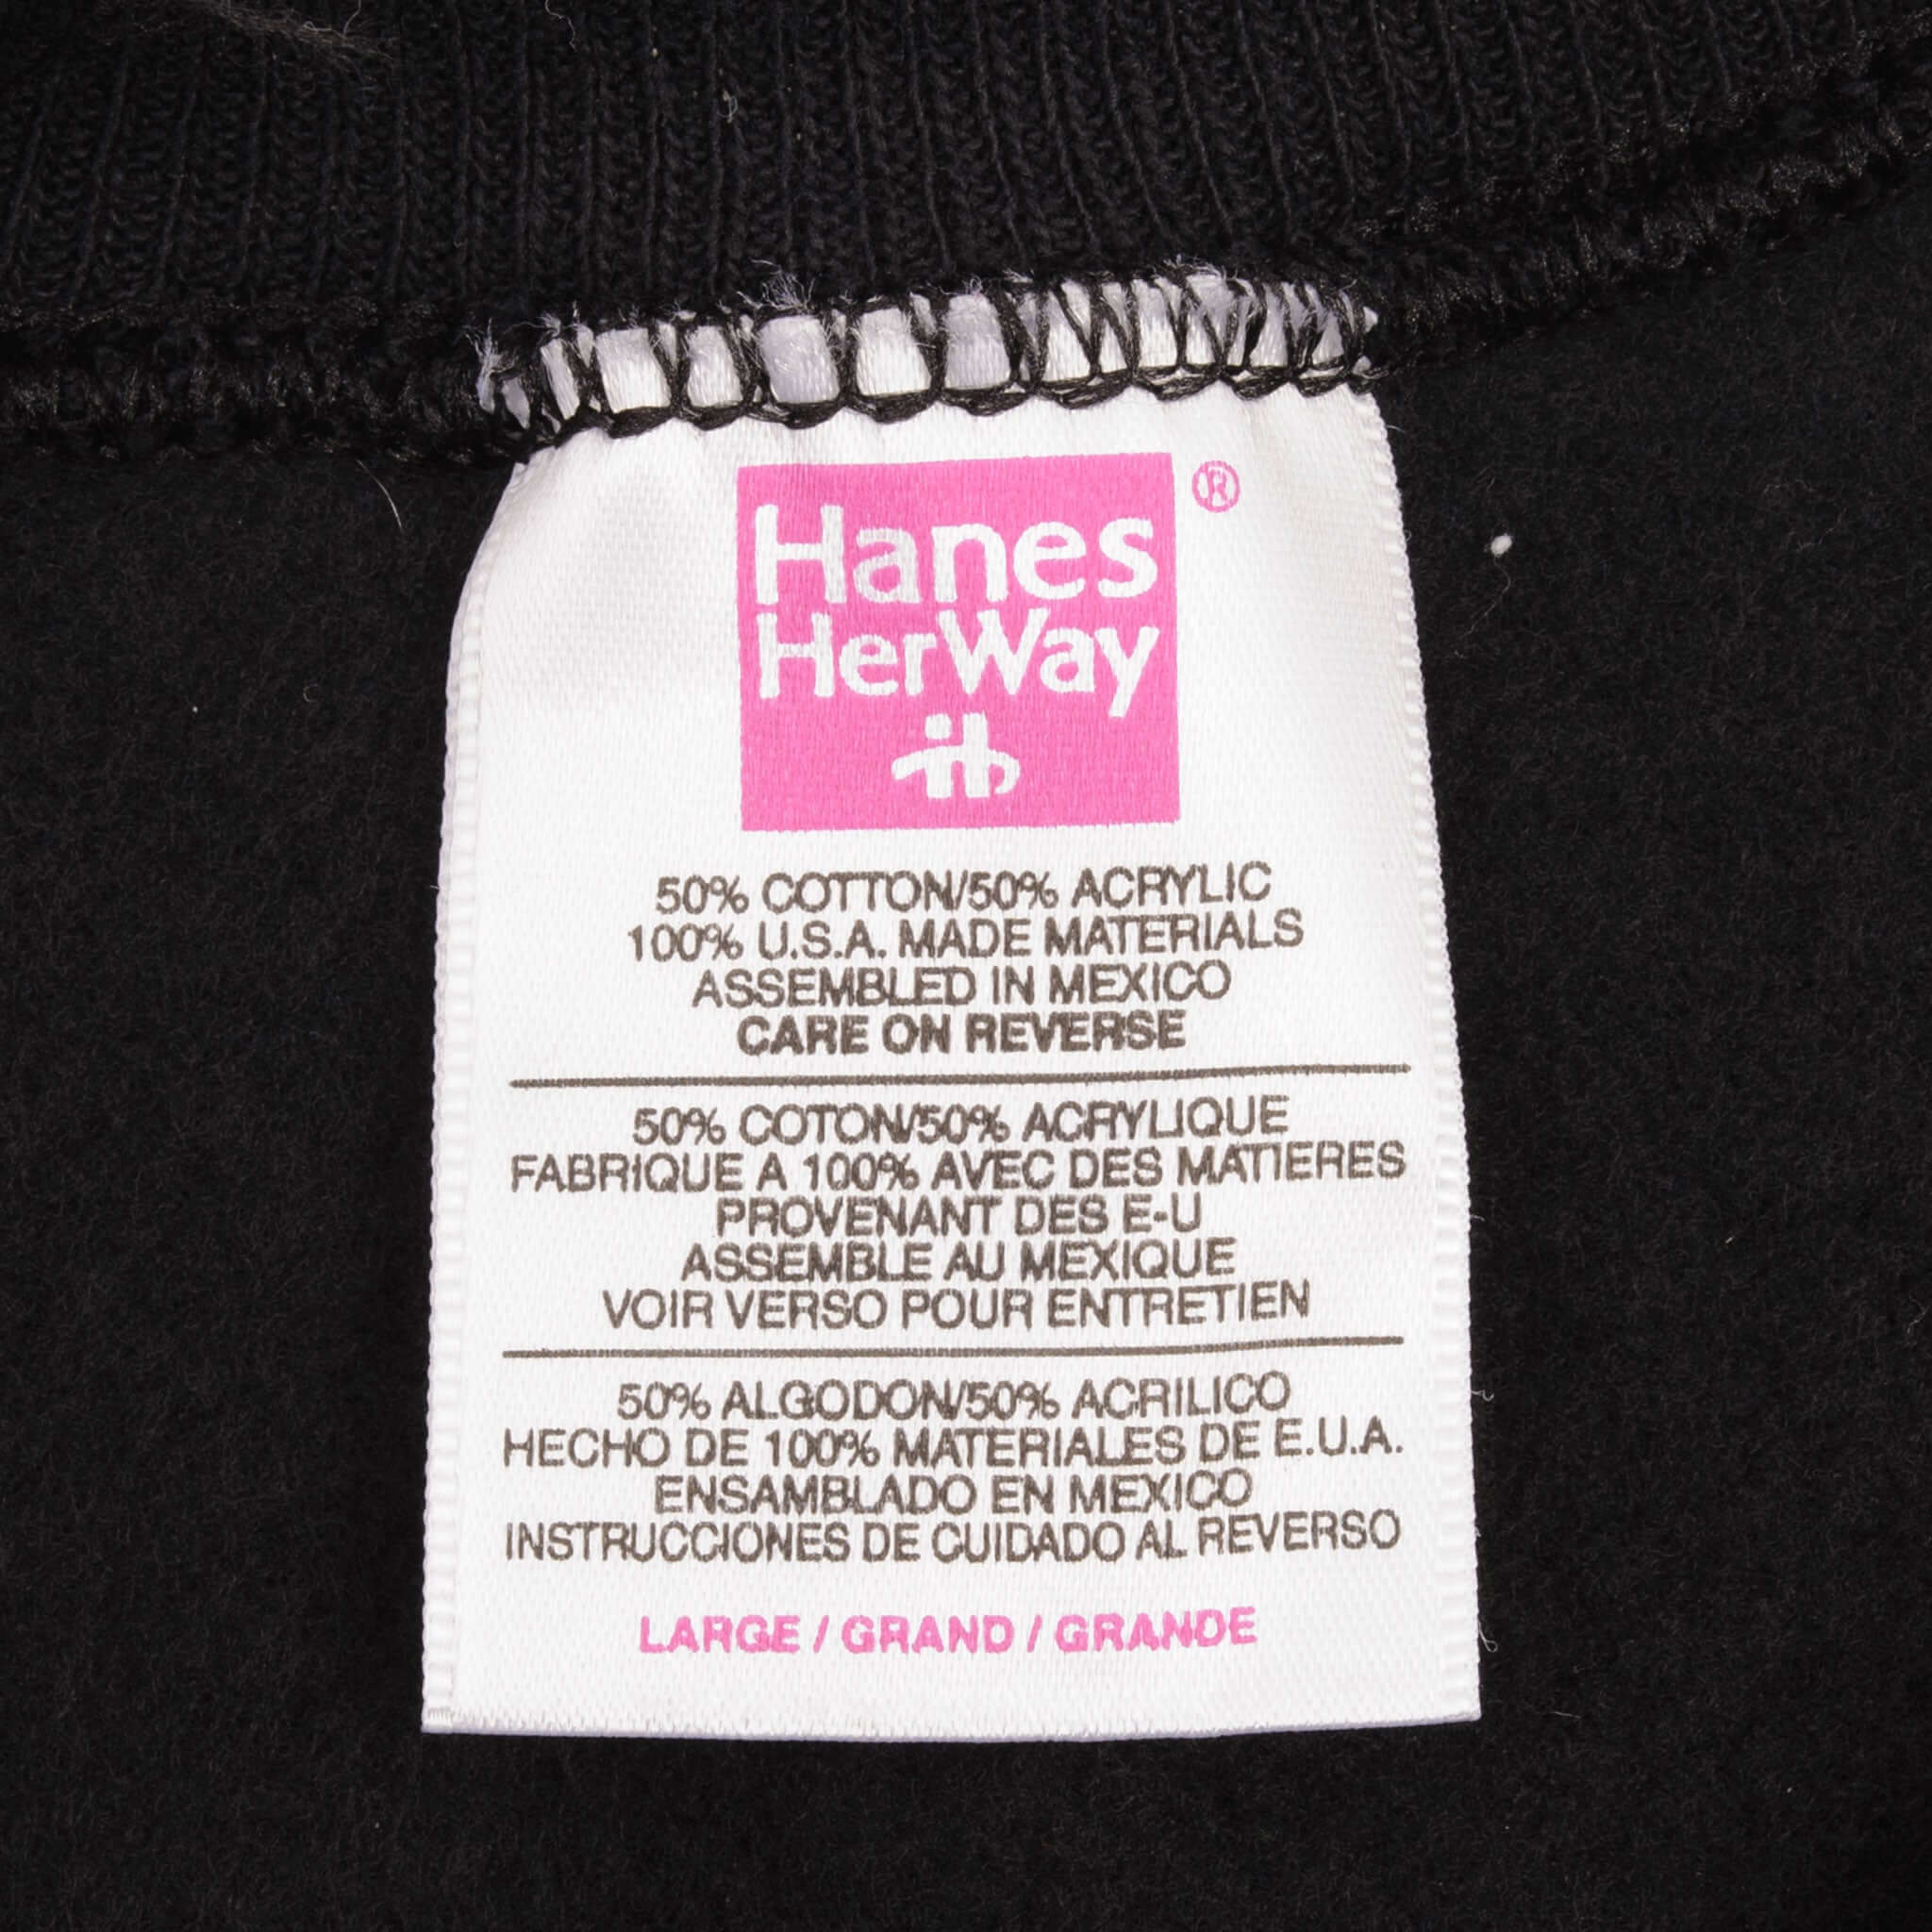 Hanes ®
HerWay
50% COTTON/50% ACRYLIC
100% U.S.A. MADE MATERIALS
ASSEMBLED IN MEXICO
CARE ON REVERSE
50% COTON/50% ACRYLIQUE
FABRIQUE A 100% AVEC DES MATIERES
PROVENANT DES E-U
ASSEMBLE AU MEXIQUE
VOIR VERSO POUR ENTRETIEN
50% ALGODON/50% ACRILICO
HECHO DE 100% MATERIALES DE E.U.A.
ENSAMBLADO EN MEXICO
INSTRUCCIONES DE CUIDADO AL REVERSO
LARGE / GRAND / GRANDE